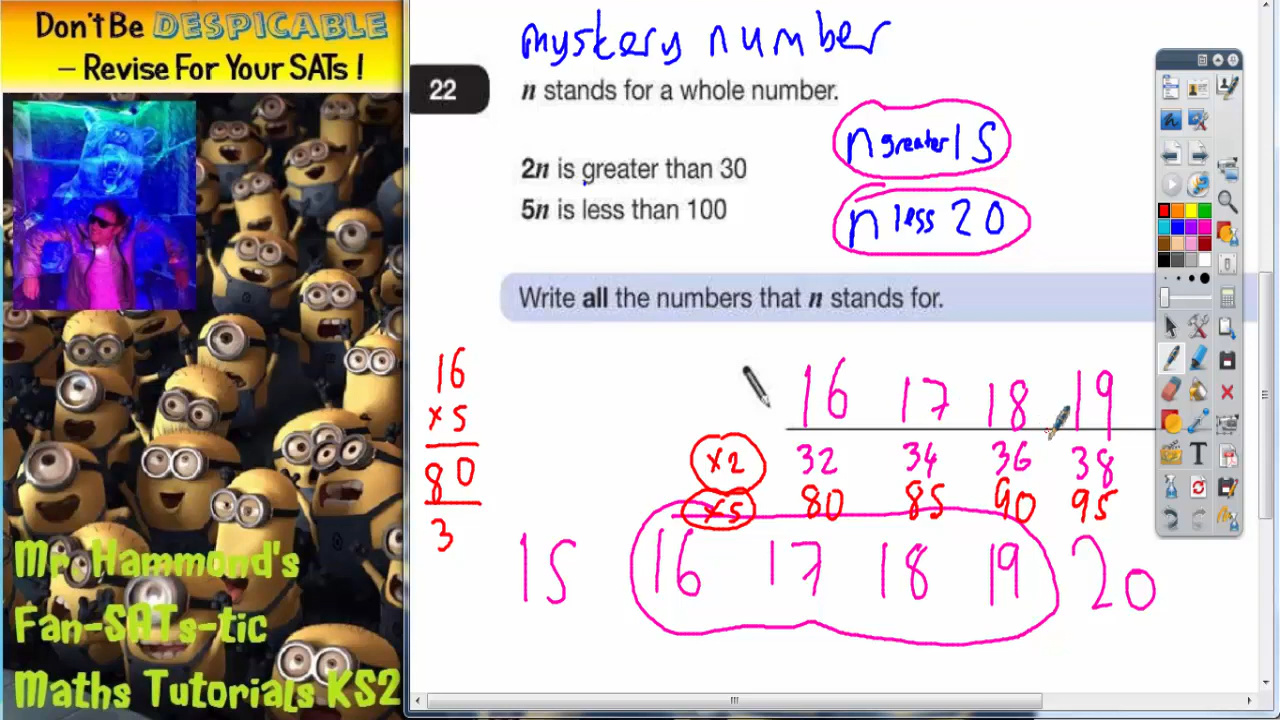 Don't Be DESPICABLE
– Revise For Your SATs !
Mr. Hammond's
Fan-SATs-tic
Maths Tutorials KS2
mystery number
22
n stands for a whole number.
2n is greater than 30
5n is less than 100
n greater 15
n less 20
Write all the numbers that n stands for.
16
×5
80
3
16 17 18 19
×2 32 34 36 38
×5 80 85 90 95
15 16 17 18 19 20